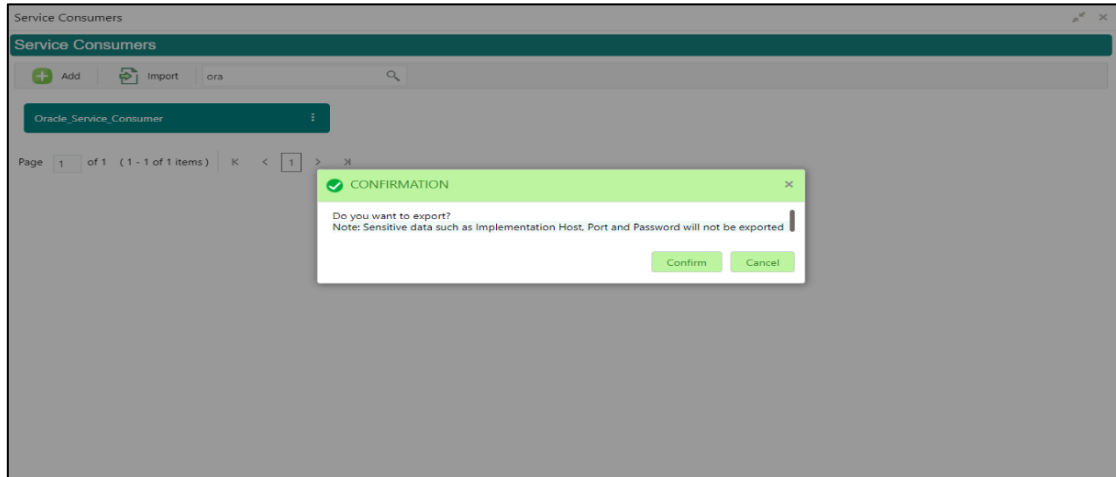 Service Consumers
Service Consumers
Add Import ora
Oracle_Service_Consumer
Page 1 of 1 (1 - 1 of 1 items) K < 1 > >|
CONFIRMATION
Do you want to export?
Note: Sensitive data such as Implementation Host, Port and Password will not be exported
Confirm Cancel